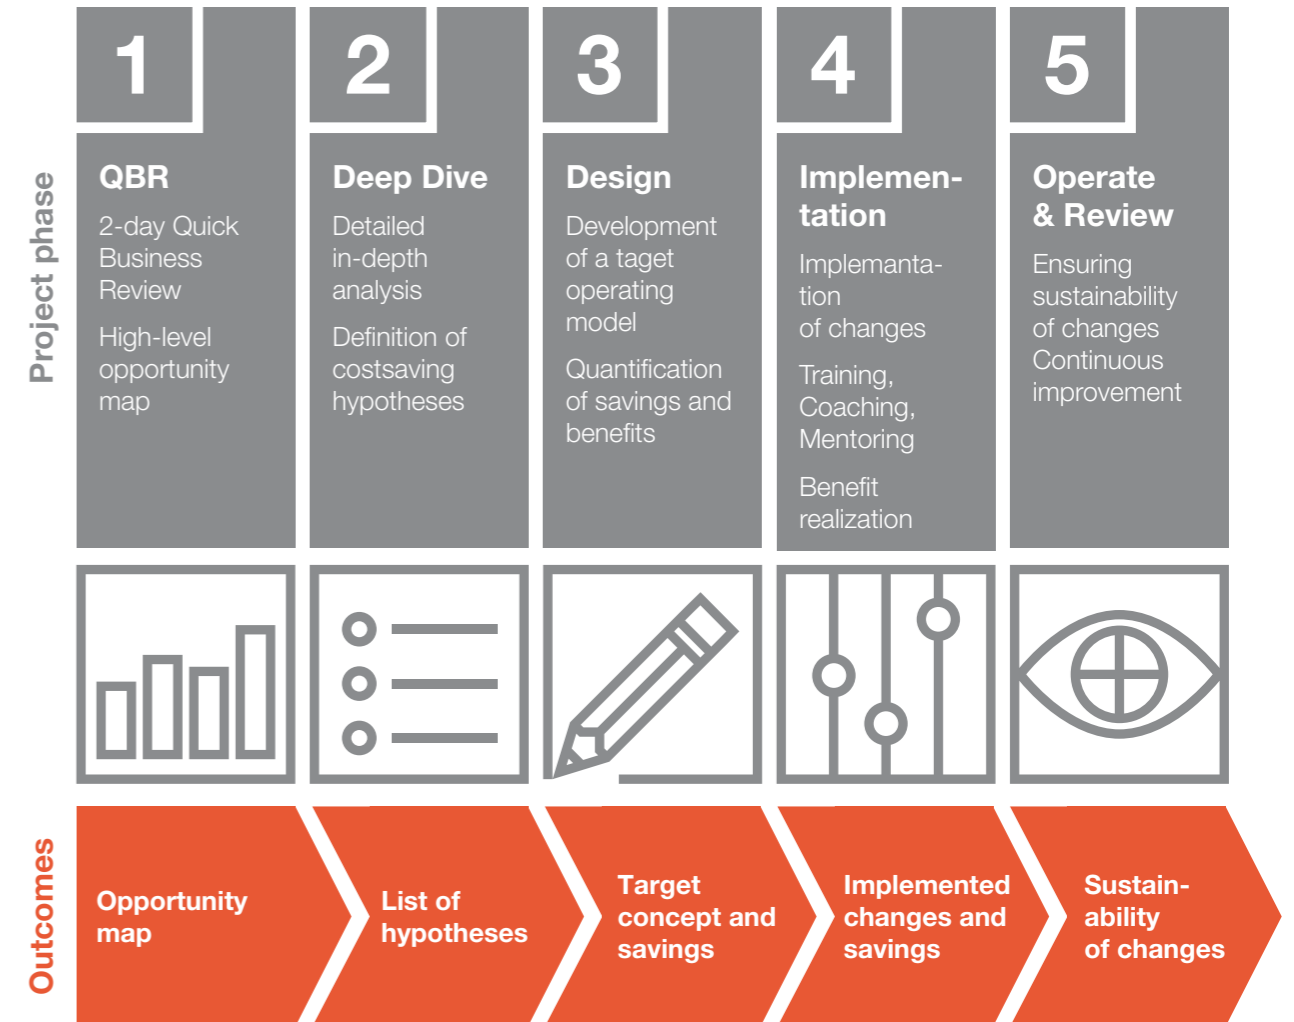 Project phase
1
QBR
2-day Quick
Business
Review
High-level
opportunity
map
2
Deep Dive
Detailed
in-depth
analysis
Definition of
costsaving
hypotheses
3
Design
Development
of a taget
operating
model
Quantification
of savings and
benefits
4
Implemen-
tation
Implemanta-
tion
of changes
Training,
Coaching,
Mentoring
Benefit
realization
5
Operate
& Review
Ensuring
sustainability
of changes
Continuous
improvement
Outcomes
Opportunity
map
List of
hypotheses
Target
concept and
savings
Implemented
changes and
savings
Sustain-
ability
of changes